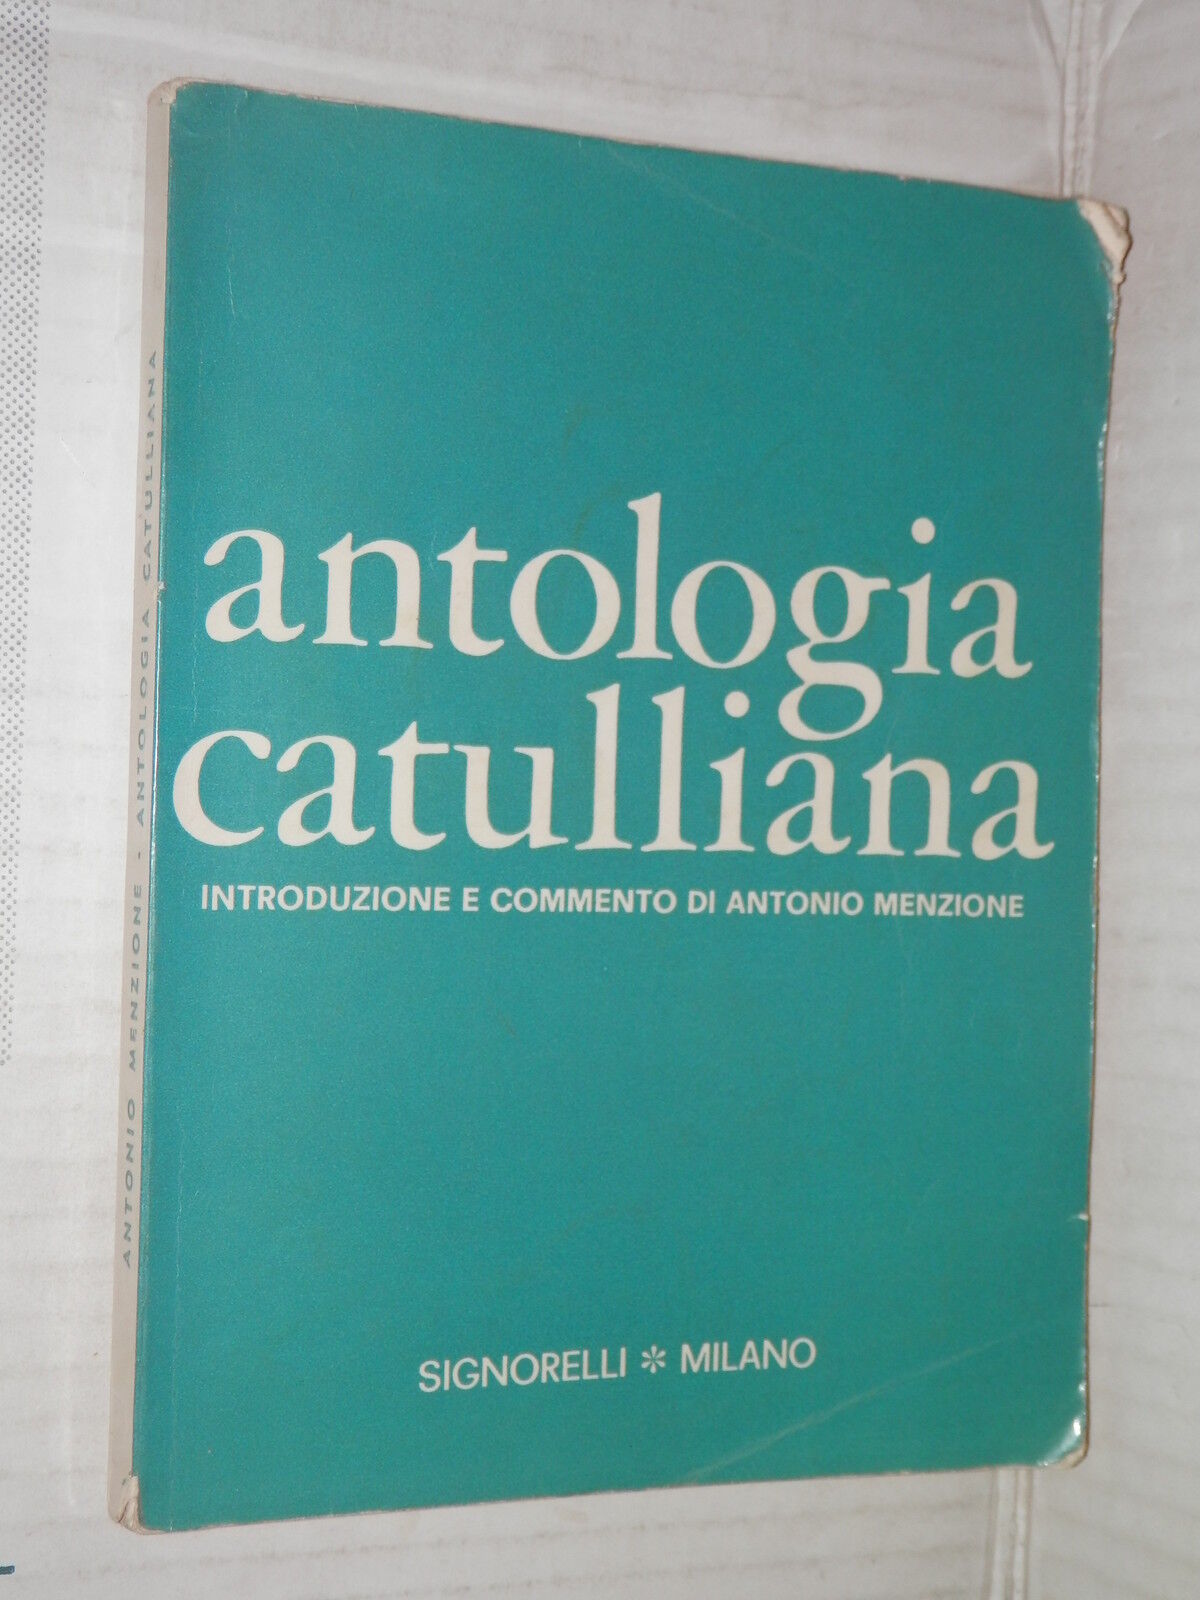 antologia
catulliana
INTRODUZIONE E COMMENTO DI ANTONIO MENZIONE
SIGNORELLI * MILANO
ANTONIO MENZIONE - ANTOLOGIA CATULLIANA